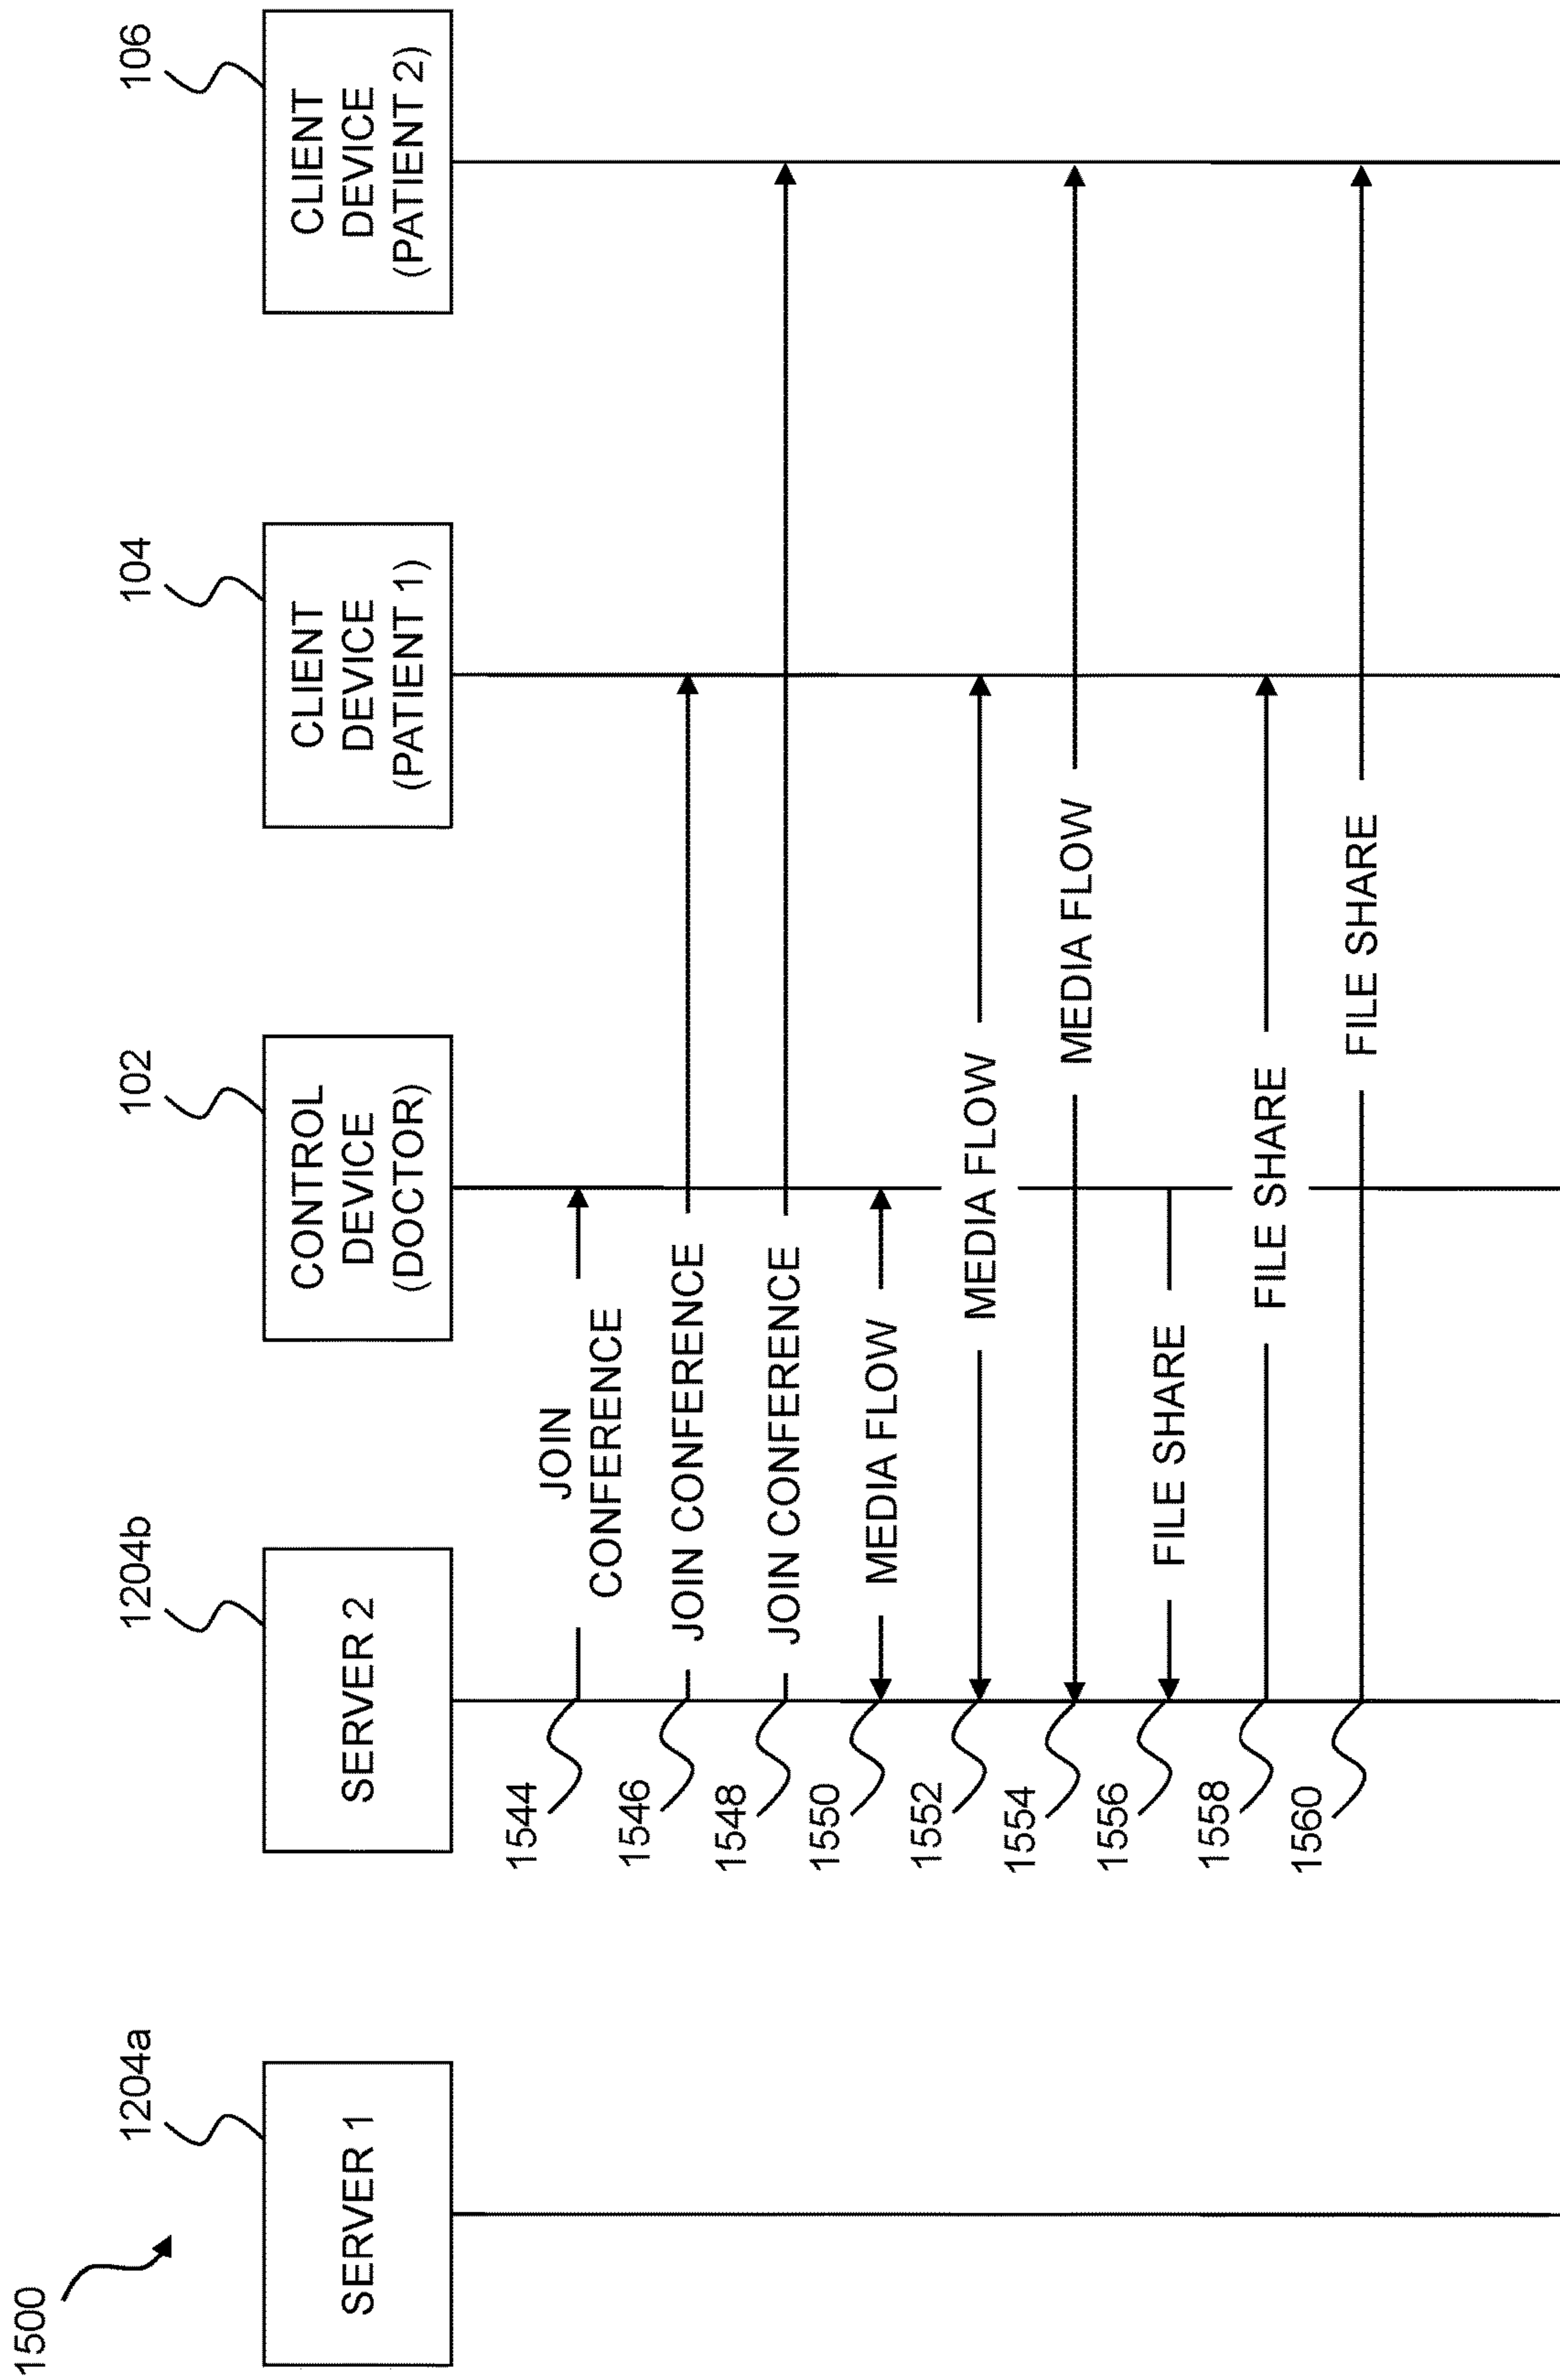 1500
1204a
1204b
102
104
106
SERVER 1
SERVER 2
CONTROL
DEVICE
(DOCTOR)
CLIENT
DEVICE
(PATIENT 1)
CLIENT
DEVICE
(PATIENT 2)
1544
JOIN
CONFERENCE
1546
JOIN CONFERENCE
1548
JOIN CONFERENCE
1550
MEDIA FLOW
1552
MEDIA FLOW
1554
MEDIA FLOW
1556
FILE SHARE
1558
FILE SHARE
1560
FILE SHARE